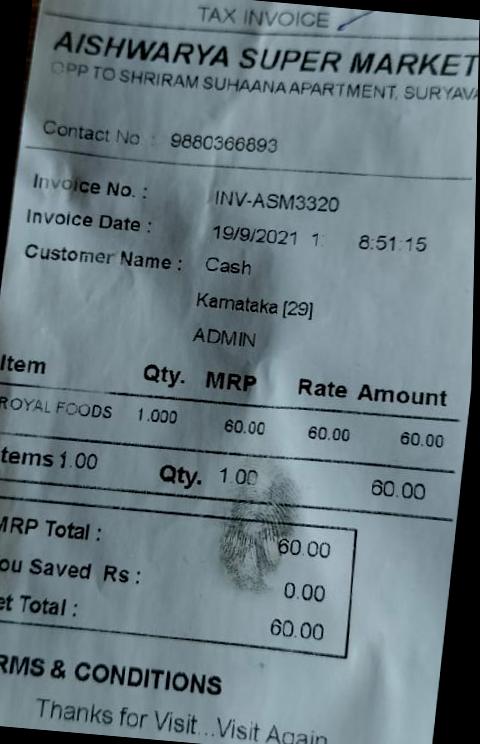 TAX INVOICE
AISHWARYA SUPER MARKET
OPP TO SHRIRAM SUHAANA APARTMENT, SURYAVA
Contact No : 9880366893
Invoice No. : INV-ASM3320
Invoice Date : 19/9/2021 1: 8:51:15
Customer Name : Cash
Karnataka [29]
ADMIN
Item Qty. MRP Rate Amount
ROYAL FOODS 1.000 60.00 60.00 60.00
tems 1.00 Qty. 1.00 60.00
MRP Total : 60.00
ou Saved Rs : 0.00
et Total : 60.00
RMS & CONDITIONS
Thanks for Visit...Visit Again